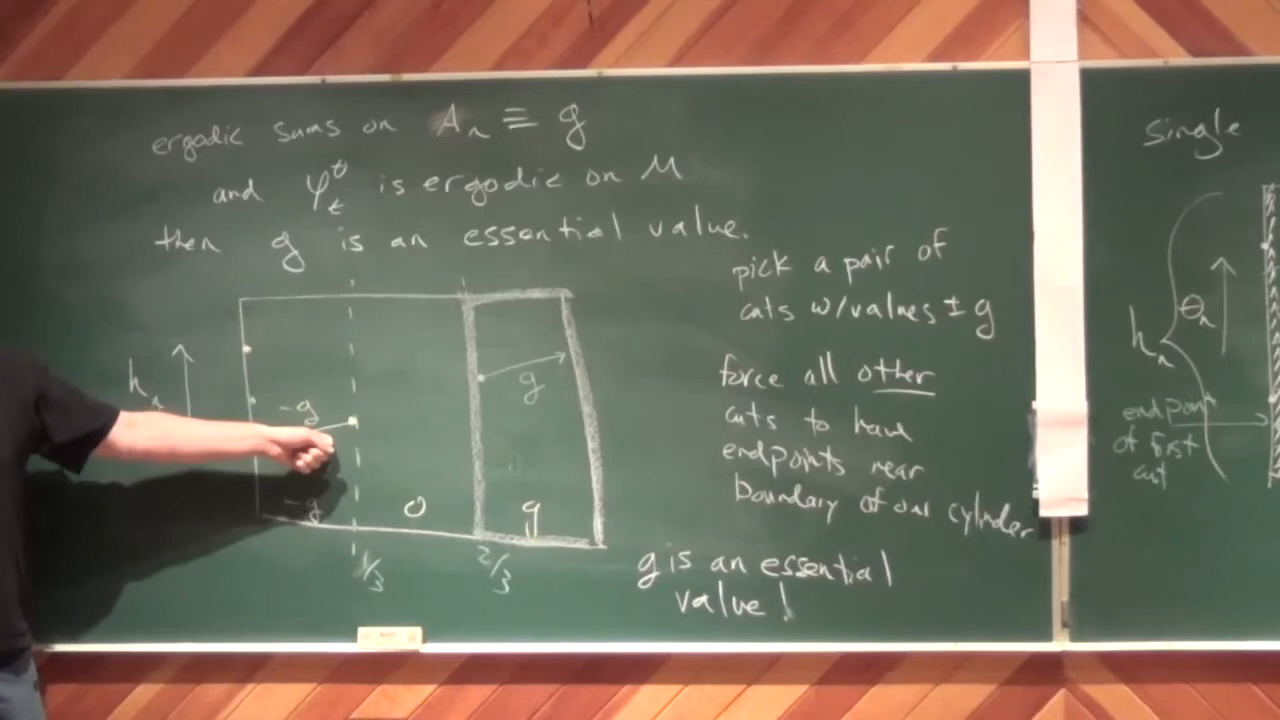 ergodic sums on Aₙ ≡ g
and φₜ^θ is ergodic on M
then g is an essential value.
hₙ
-g
g
-g
0
g
1/3
2/3
pick a pair of
cuts w/values ± g
force all other
cuts to have
endpoints near
boundary of our cylinder
g is an essential
value!
Single
hₙ
θₙ
endpoint
of first
cut